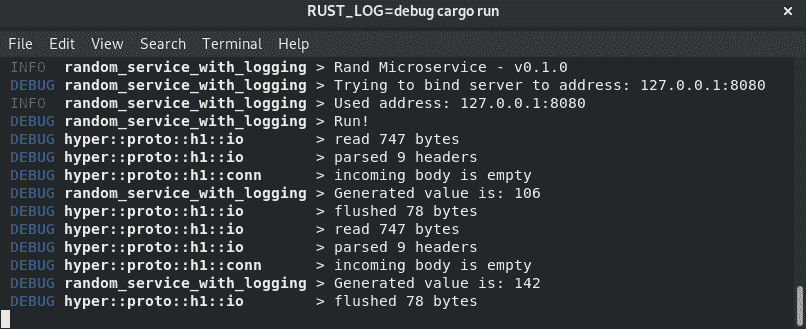 RUST_LOG=debug cargo run ×
File Edit View Search Terminal Help
INFO random_service_with_logging > Rand Microservice - v0.1.0
DEBUG random_service_with_logging > Trying to bind server to address: 127.0.0.1:8080
INFO random_service_with_logging > Used address: 127.0.0.1:8080
DEBUG random_service_with_logging > Run!
DEBUG hyper::proto::h1::io > read 747 bytes
DEBUG hyper::proto::h1::io > parsed 9 headers
DEBUG hyper::proto::h1::conn > incoming body is empty
DEBUG random_service_with_logging > Generated value is: 106
DEBUG hyper::proto::h1::io > flushed 78 bytes
DEBUG hyper::proto::h1::io > read 747 bytes
DEBUG hyper::proto::h1::io > parsed 9 headers
DEBUG hyper::proto::h1::conn > incoming body is empty
DEBUG random_service_with_logging > Generated value is: 142
DEBUG hyper::proto::h1::io > flushed 78 bytes